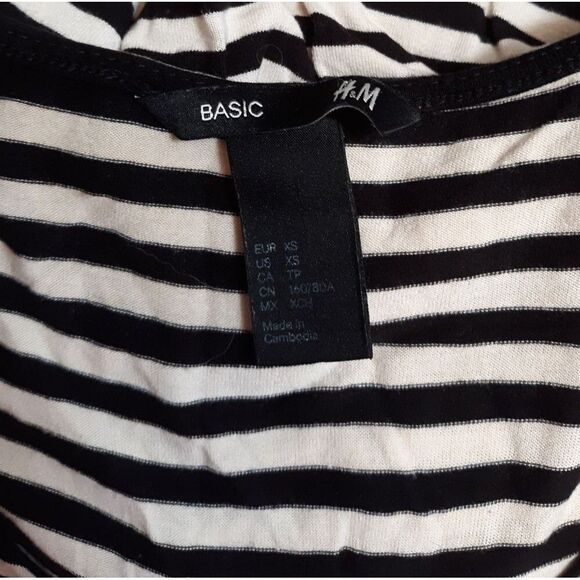 BASIC
H&M
EUR XS
US XS
CA TP
CN 160/80A
MX XCH
Made in
Cambodia